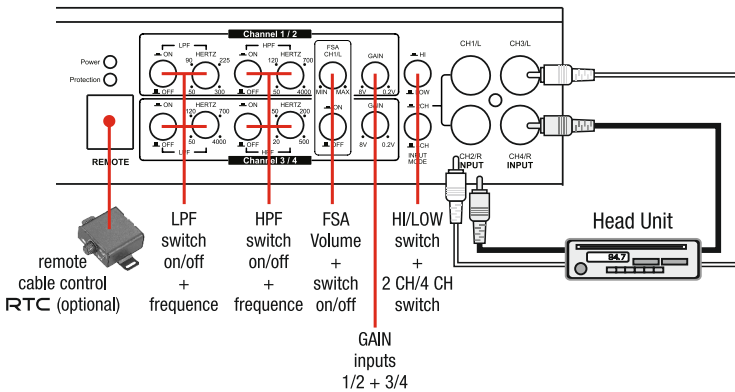 Channel 1 / 2
LPF
HPF
FSA
CH1/L
GAIN
HI
CH1/L
CH3/L
ON
HERTZ
ON
HERTZ
90
225
120
700
Power
Protection
OFF
50
300
OFF
50
4000
MIN
MAX
8V
0.2V
LOW
ON
HERTZ
ON
HERTZ
ON
GAIN
CH
120
700
50
200
OFF
50
4000
OFF
20
500
OFF
8V
0.2V
CH
LPF
HPF
INPUT
MODE
CH2/R
INPUT
CH4/R
INPUT
REMOTE
Channel 3 / 4
Head Unit
84.7
remote
cable control
RTC (optional)
LPF
switch
on/off
+
frequence
HPF
switch
on/off
+
frequence
FSA
Volume
+
switch
on/off
HI/LOW
switch
+
2 CH/4 CH
switch
GAIN
inputs
1/2 + 3/4